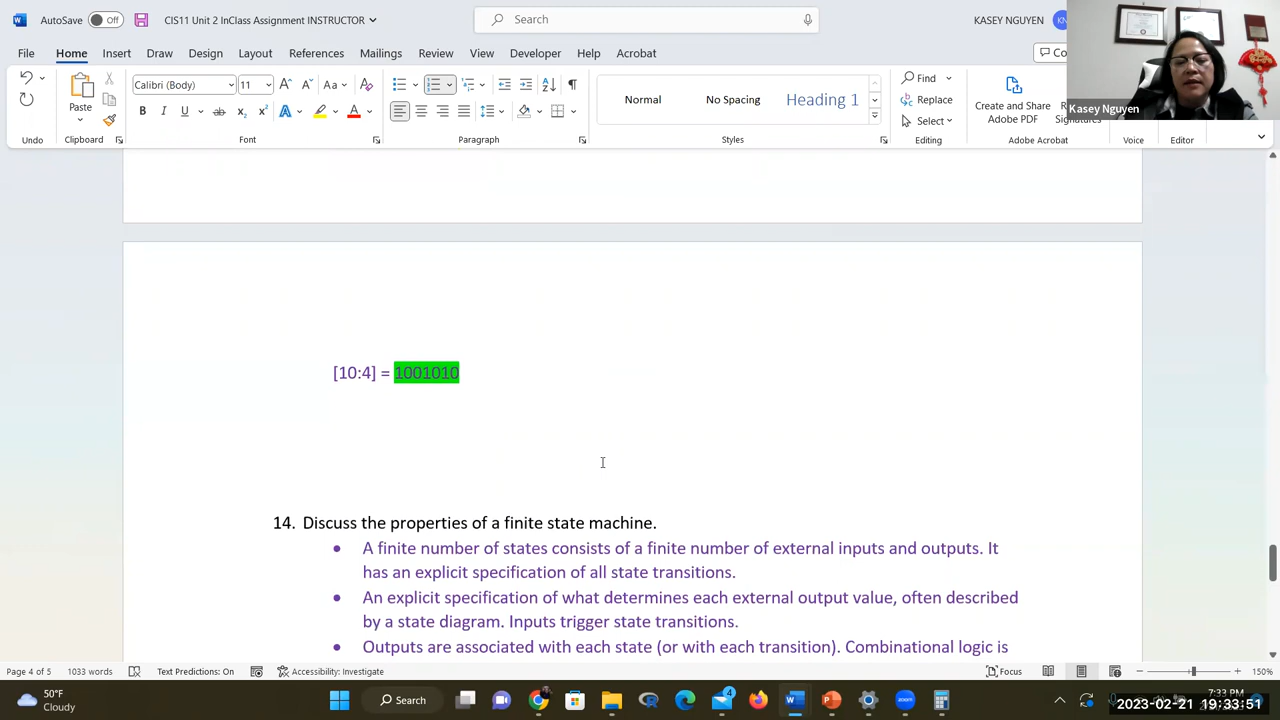 AutoSave Off CIS11 Unit 2 InClass Assignment INSTRUCTOR Search KASEY NGUYEN
File Home Insert Draw Design Layout References Mailings Review View Developer Help Acrobat
Calibri (Body) 11
Paste
Normal No Spacing Heading 1
Find
Replace
Select
Create and Share
Adobe PDF
Signatures
Kasey Nguyen
Undo Clipboard Font Paragraph Styles Editing Adobe Acrobat Voice Editor
[10:4] = 1001010
14. Discuss the properties of a finite state machine.
• A finite number of states consists of a finite number of external inputs and outputs. It
has an explicit specification of all state transitions.
• An explicit specification of what determines each external output value, often described
by a state diagram. Inputs trigger state transitions.
• Outputs are associated with each state (or with each transition). Combinational logic is
Page 4 of 5 1033 words Text Predictions: On Accessibility: Investigate Focus 150%
50°F
Cloudy
Search
4
7:33 PM
2023-02-21 19:33:51